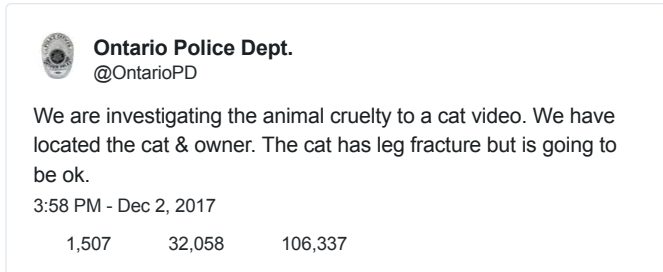 Ontario Police Dept.
@OntarioPD
We are investigating the animal cruelty to a cat video. We have
located the cat & owner. The cat has leg fracture but is going to
be ok.
3:58 PM - Dec 2, 2017
1,507 32,058 106,337